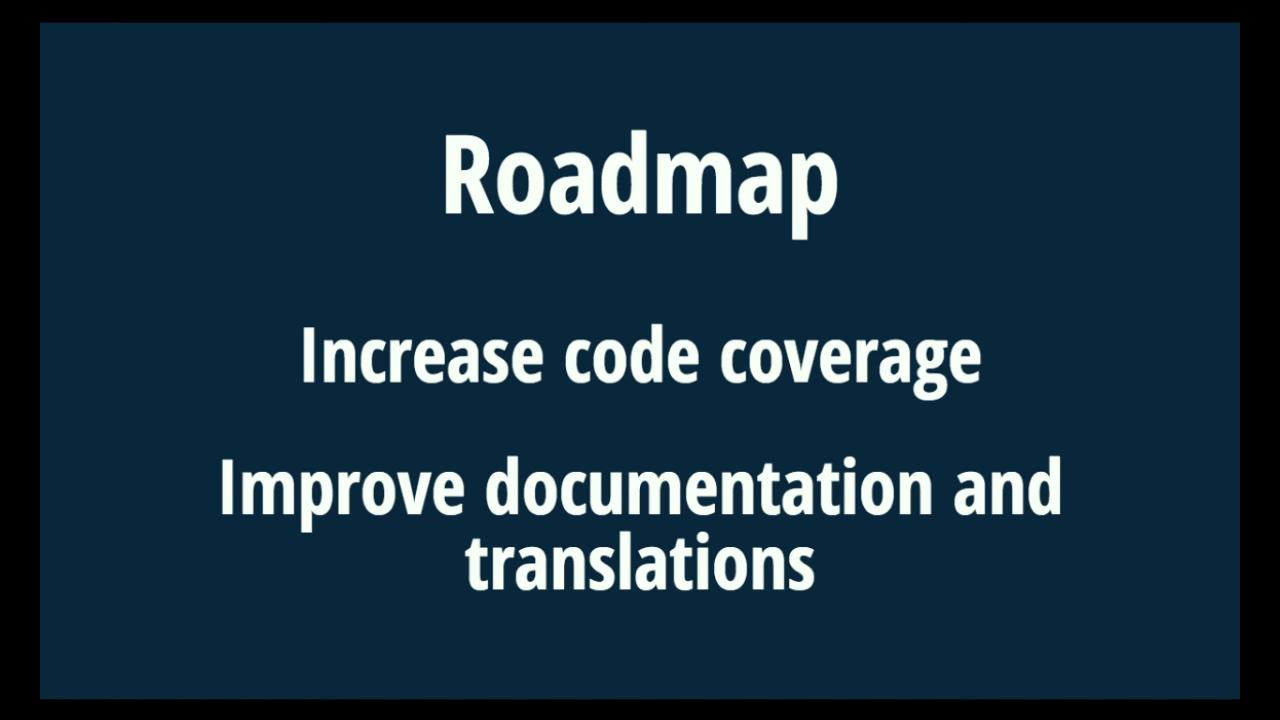 Roadmap
Increase code coverage
Improve documentation and
translations